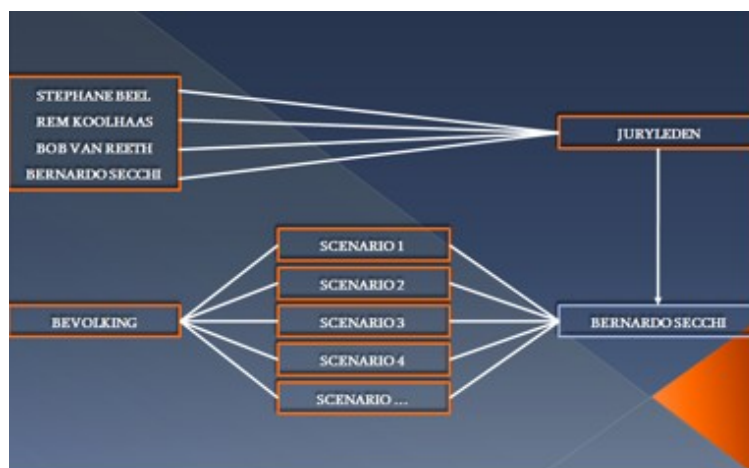 STEPHANE BEEL
REM KOOLHAAS
BOB VAN REETH
BERNARDO SECCHI
JURYLEDEN
SCENARIO 1
SCENARIO 2
SCENARIO 3
SCENARIO 4
SCENARIO ...
BEVOLKING
BERNARDO SECCHI